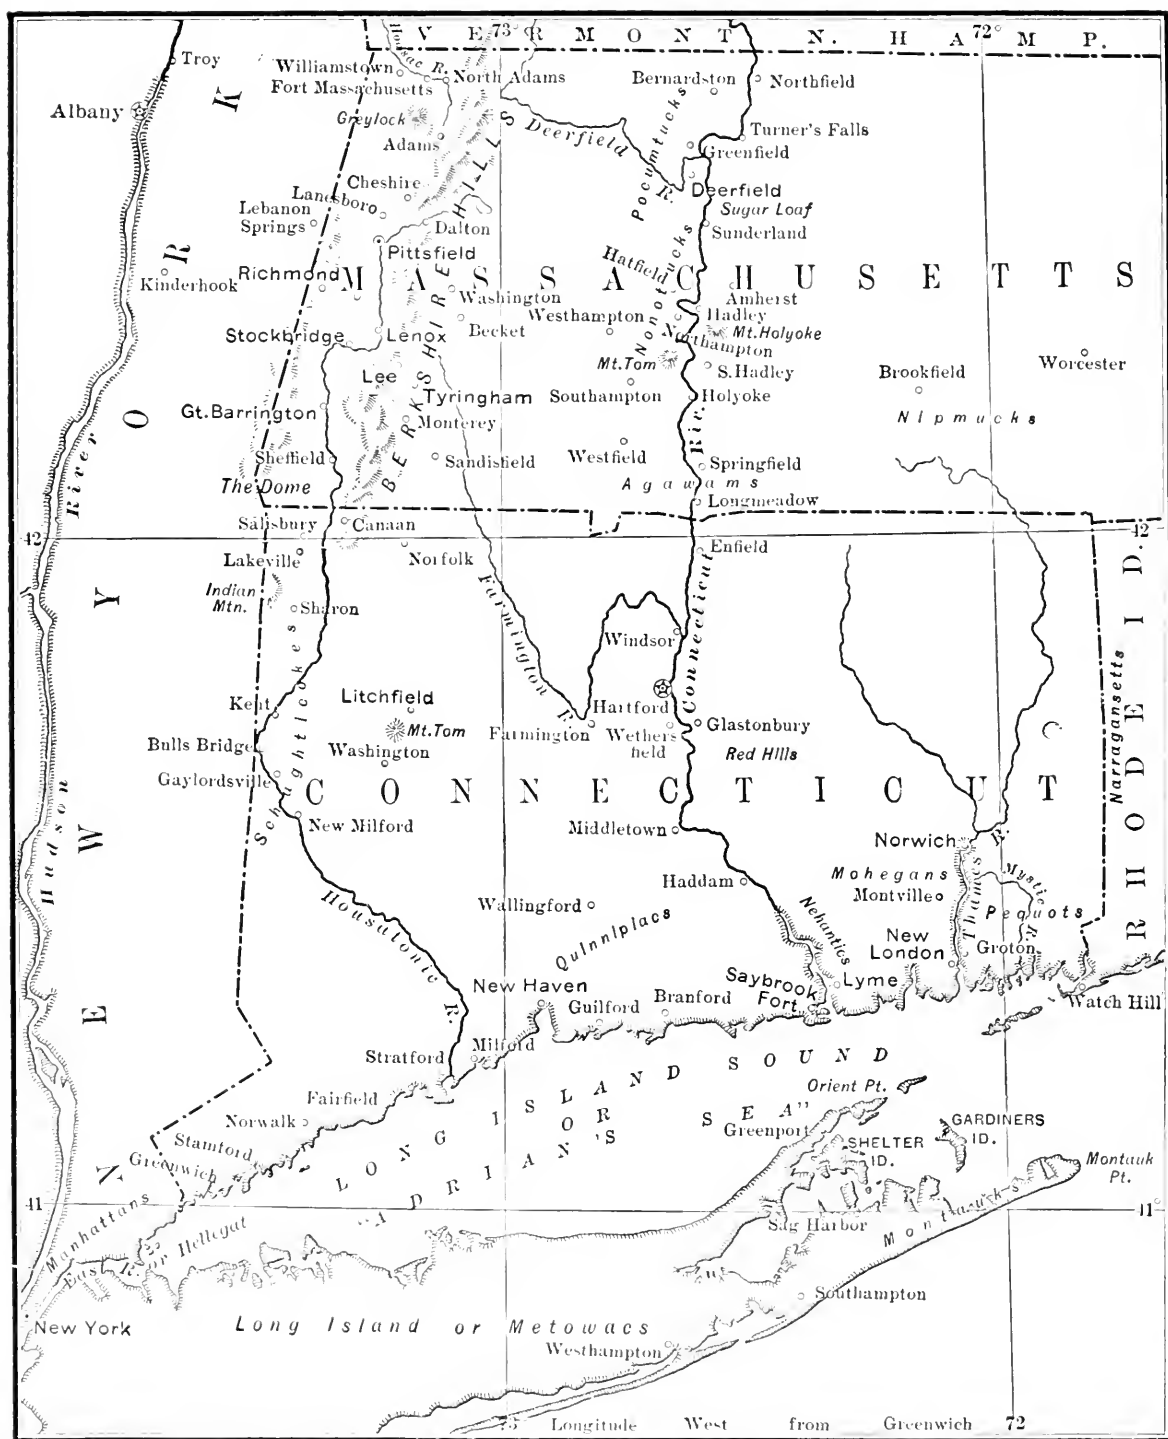 VERMONT
N. HAMP.
73°
72°
Troy
Albany
Williamstown
Hoosac R.
North Adams
Fort Massachusetts
Greylock
Adams
Bernardston
Northfield
Deerfield R.
Pocumtucks
Turner's Falls
Greenfield
Deerfield
Sugar Loaf
Sunderland
Cheshire
Lanesboro
Lebanon
Springs
Dalton
Pittsfield
BERKSHIRE HILLS
Kinderhook
Richmond
MASSACHUSETTS
Hatfield
Nonotucks
Washington
Amherst
Westhampton
Hadley
Becket
Northampton
Mt. Holyoke
Stockbridge
Lenox
Mt. Tom
S. Hadley
Brookfield
Worcester
Lee
Tyringham
Southampton
Holyoke
Gt. Barrington
Monterey
Nipmucks
Sheffield
Sandisfield
Westfield
Springfield
The Dome
Agawams
Longmeadow
Hudson River
NEW YORK
Salisbury
Canaan
42
42°
Lakeville
Norfolk
Enfield
Indian
Mtn.
Sharon
Farmington R.
Connecticut Riv.
Windsor
Schaghticokes
Kent
Litchfield
Hartford
Mt. Tom
Farmington
Wethers
field
Glastonbury
Bulls Bridge
Washington
Red Hills
Gaylordsville
CONNECTICUT
Narragansetts
RHODE ID.
New Milford
Middletown
Norwich
R.
Haddam
Mohegans
Mystic R.
Montville
Thames
Pequots
Housatonic R.
Wallingford
Quinnipiacs
Nehantics
New
London
Groton
New Haven
Saybrook
Fort
Lyme
Guilford
Branford
Watch Hill
Stratford
Milford
LONG ISLAND SOUND
OR
"ADRIAN'S SEA"
Orient Pt.
Fairfield
Norwalk
Greenport
GARDINERS
ID.
Stamford
SHELTER
ID.
Greenwich
Montauk
Pt.
41
41°
Manhattans
Sag Harbor
Montauks
East R. or Hellegat
Southampton
New York
Long Island or Metowacs
Westhampton
73
Longitude West from Greenwich
72